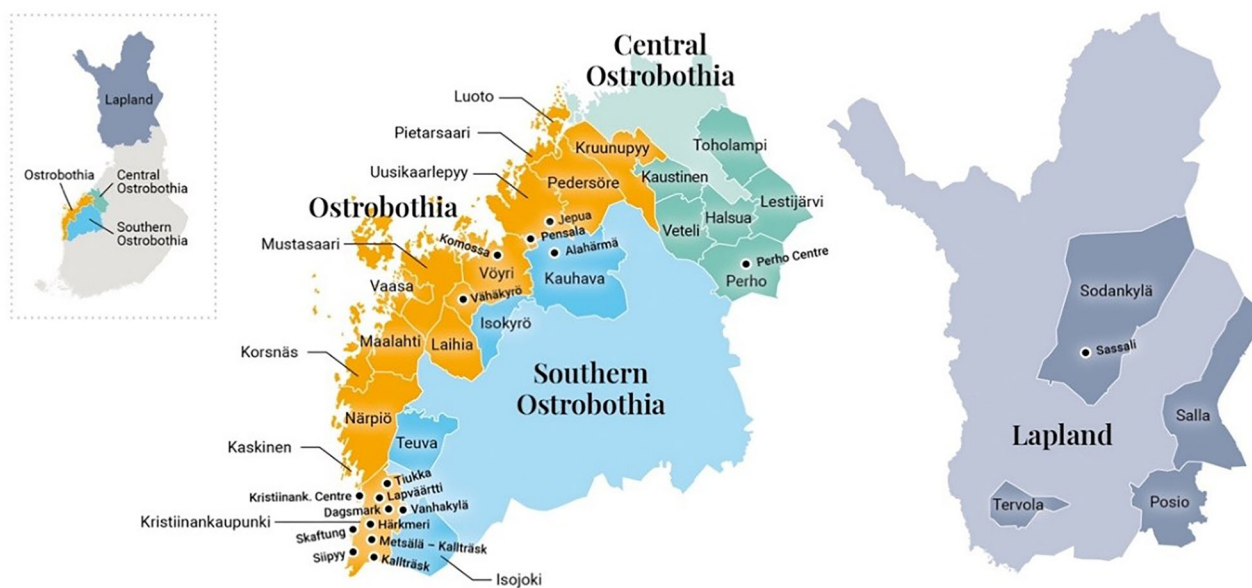 Lapland
Ostrobothia
Central
Ostrobothia
Southern
Ostrobothia
Central
Ostrobothia
Luoto
Pietarsaari
Uusikaarlepyy
Kruunupyy
Pedersöre
Toholampi
Kaustinen
Lestijärvi
Halsua
Veteli
Perho Centre
Perho
Ostrobothia
Jepua
Pensala
Komossa
Alahärmä
Mustasaari
Vöyri
Kauhava
Vaasa
Vähäkyrö
Isokyrö
Maalahti
Laihia
Korsnäs
Southern
Ostrobothia
Närpiö
Teuva
Kaskinen
Tiukka
Kristiinank. Centre
Lapväärtti
Dagsmark
Vanhakylä
Kristiinankaupunki
Härkmeri
Skaftung
Metsälä – Kallträsk
Siipyy
Kallträsk
Isojoki
Sodankylä
Sassali
Salla
Lapland
Tervola
Posio